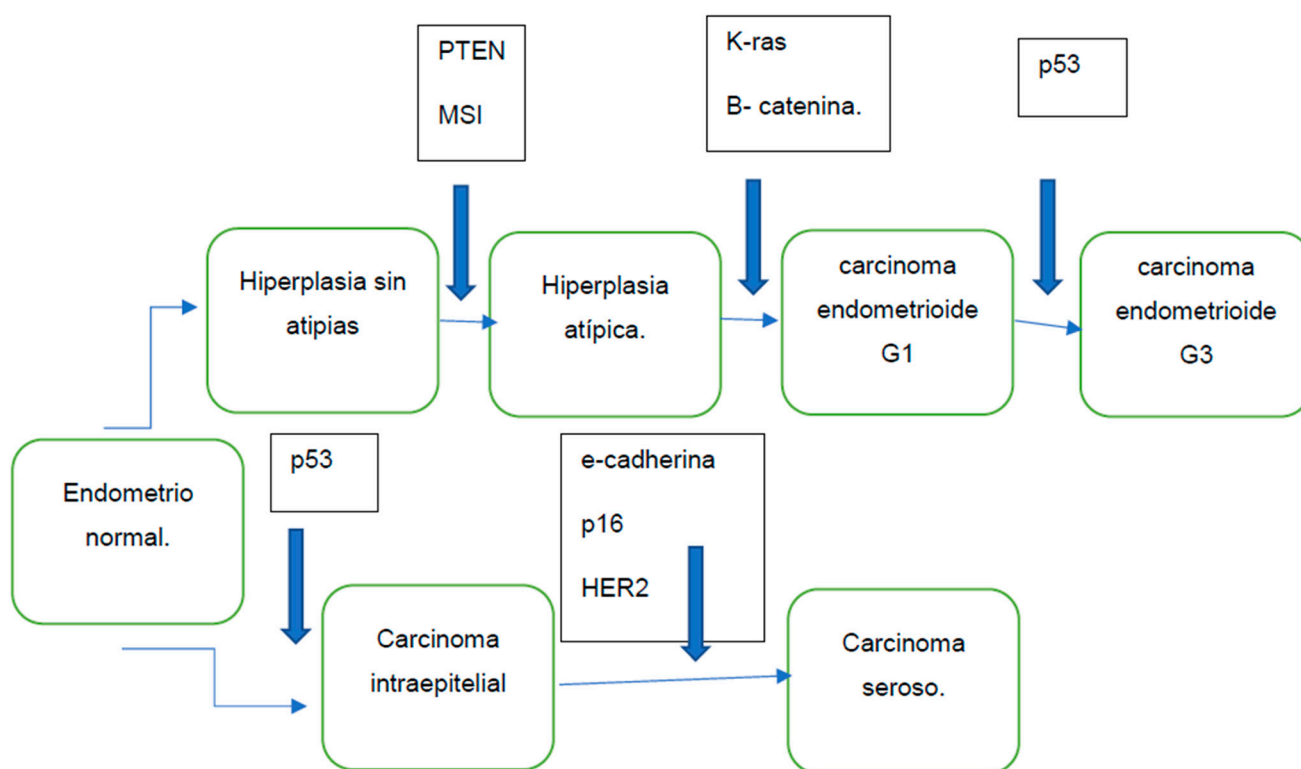 PTEN
MSI
K-ras
B- catenina.
p53
Hiperplasia sin
atipias
Hiperplasia
atípica.
carcinoma
endometrioide
G1
carcinoma
endometrioide
G3
Endometrio
normal.
p53
e-cadherina
p16
HER2
Carcinoma
intraepitelial
Carcinoma
seroso.